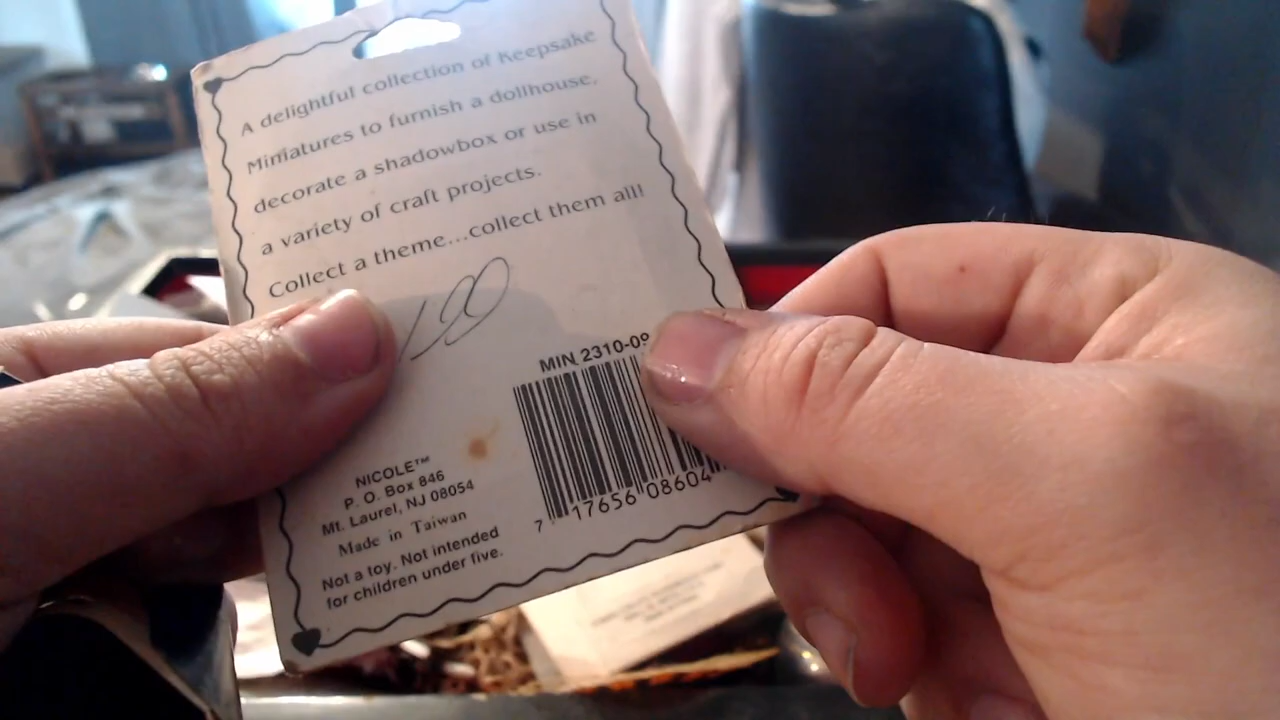 A delightful collection of Keepsake
Miniatures to furnish a dollhouse,
decorate a shadowbox or use in
a variety of craft projects.
Collect a theme...collect them all!
MIN 2310-09
7 17656 08604
NICOLE™
P. O. Box 846
Mt. Laurel, NJ 08054
Made in Taiwan
Not a toy. Not intended
for children under five.